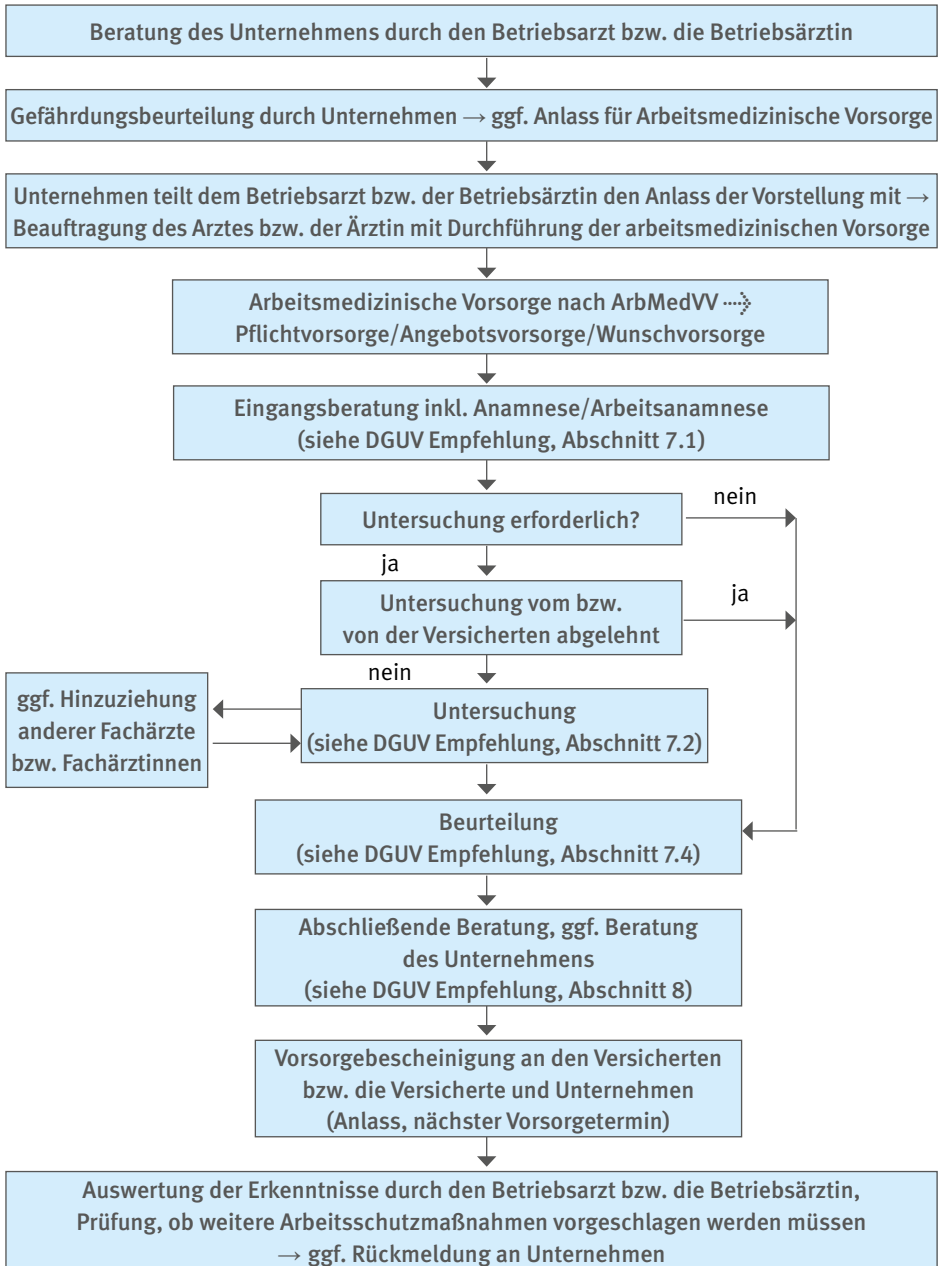 Beratung des Unternehmens durch den Betriebsarzt bzw. die Betriebsärztin
Gefährdungsbeurteilung durch Unternehmen → ggf. Anlass für Arbeitsmedizinische Vorsorge
Unternehmen teilt dem Betriebsarzt bzw. der Betriebsärztin den Anlass der Vorstellung mit →
Beauftragung des Arztes bzw. der Ärztin mit Durchführung der arbeitsmedizinischen Vorsorge
Arbeitsmedizinische Vorsorge nach ArbMedVV ⤑
Pflichtvorsorge/Angebotsvorsorge/Wunschvorsorge
Eingangsberatung inkl. Anamnese/Arbeitsanamnese
(siehe DGUV Empfehlung, Abschnitt 7.1)
Untersuchung erforderlich?
nein
ja
Untersuchung vom bzw.
von der Versicherten abgelehnt
ja
nein
ggf. Hinzuziehung
anderer Fachärzte
bzw. Fachärztinnen
Untersuchung
(siehe DGUV Empfehlung, Abschnitt 7.2)
Beurteilung
(siehe DGUV Empfehlung, Abschnitt 7.4)
Abschließende Beratung, ggf. Beratung
des Unternehmens
(siehe DGUV Empfehlung, Abschnitt 8)
Vorsorgebescheinigung an den Versicherten
bzw. die Versicherte und Unternehmen
(Anlass, nächster Vorsorgetermin)
Auswertung der Erkenntnisse durch den Betriebsarzt bzw. die Betriebsärztin,
Prüfung, ob weitere Arbeitsschutzmaßnahmen vorgeschlagen werden müssen
→ ggf. Rückmeldung an Unternehmen